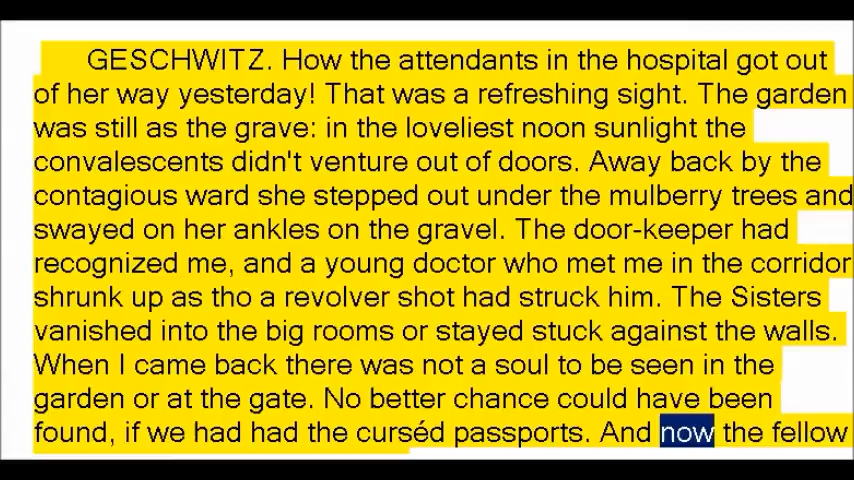 GESCHWITZ. How the attendants in the hospital got out
of her way yesterday! That was a refreshing sight. The garden
was still as the grave: in the loveliest noon sunlight the
convalescents didn't venture out of doors. Away back by the
contagious ward she stepped out under the mulberry trees and
swayed on her ankles on the gravel. The door-keeper had
recognized me, and a young doctor who met me in the corridor
shrunk up as tho a revolver shot had struck him. The Sisters
vanished into the big rooms or stayed stuck against the walls.
When I came back there was not a soul to be seen in the
garden or at the gate. No better chance could have been
found, if we had had the curséd passports. And now the fellow